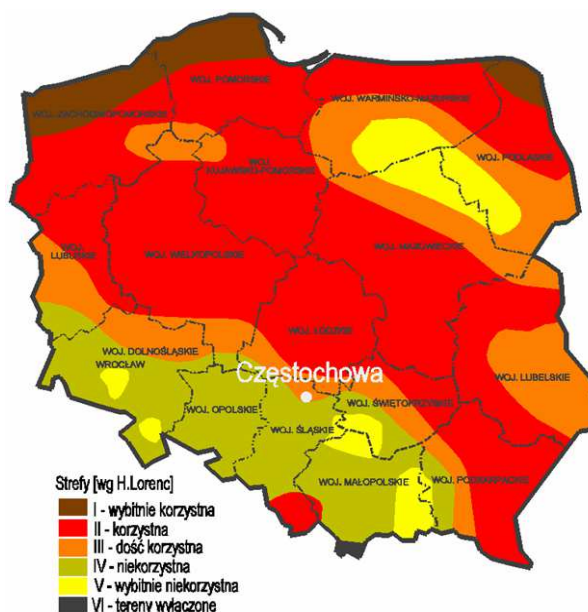 WOJ. POMORSKIE
WOJ. WARMIŃSKO-MAZURSKIE
WOJ. ZACHODNIOPOMORSKIE
WOJ. PODLASKIE
WOJ.
KUJAWSKO-POMORSKIE
WOJ.
LUBUSKIE
WOJ. WIELKOPOLSKIE
WOJ. MAZOWIECKIE
WOJ. ŁÓDZKIE
WOJ. DOLNOŚLĄSKIE
WROCŁAW
Częstochowa
WOJ. LUBELSKIE
WOJ. OPOLSKIE
WOJ. ŚWIĘTOKRZYSKIE
WOJ. ŚLĄSKIE
WOJ. MAŁOPOLSKIE
WOJ. PODKARPACKIE
Strefy [wg H.Lorenc]
I - wybitnie korzystna
II - korzystna
III - dość korzystna
IV - niekorzystna
V - wybitnie niekorzystna
VI - tereny wyłączone